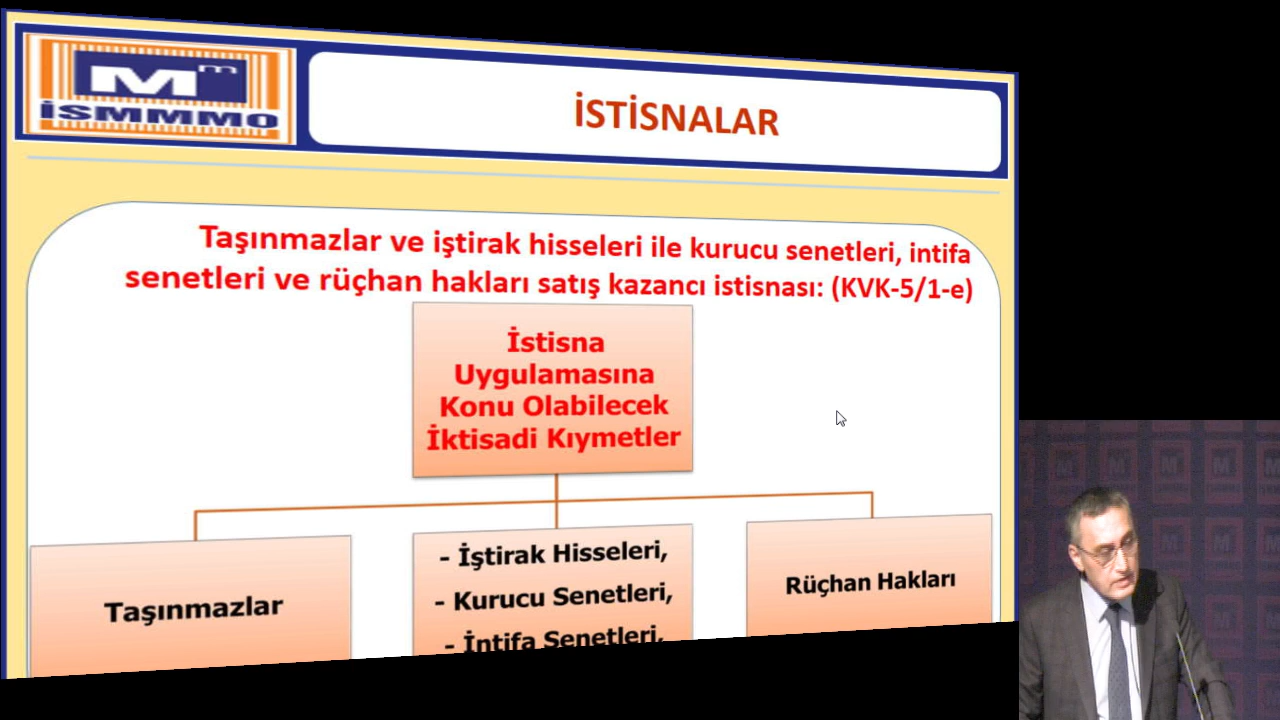 Mm
İSMMMO
İSTİSNALAR
Taşınmazlar ve iştirak hisseleri ile kurucu senetleri, intifa
senetleri ve rüçhan hakları satış kazancı istisnası: (KVK-5/1-e)
İstisna
Uygulamasına
Konu Olabilecek
İktisadi Kıymetler
Taşınmazlar
- İştirak Hisseleri,
- Kurucu Senetleri,
- İntifa Senetleri,
Rüçhan Hakları